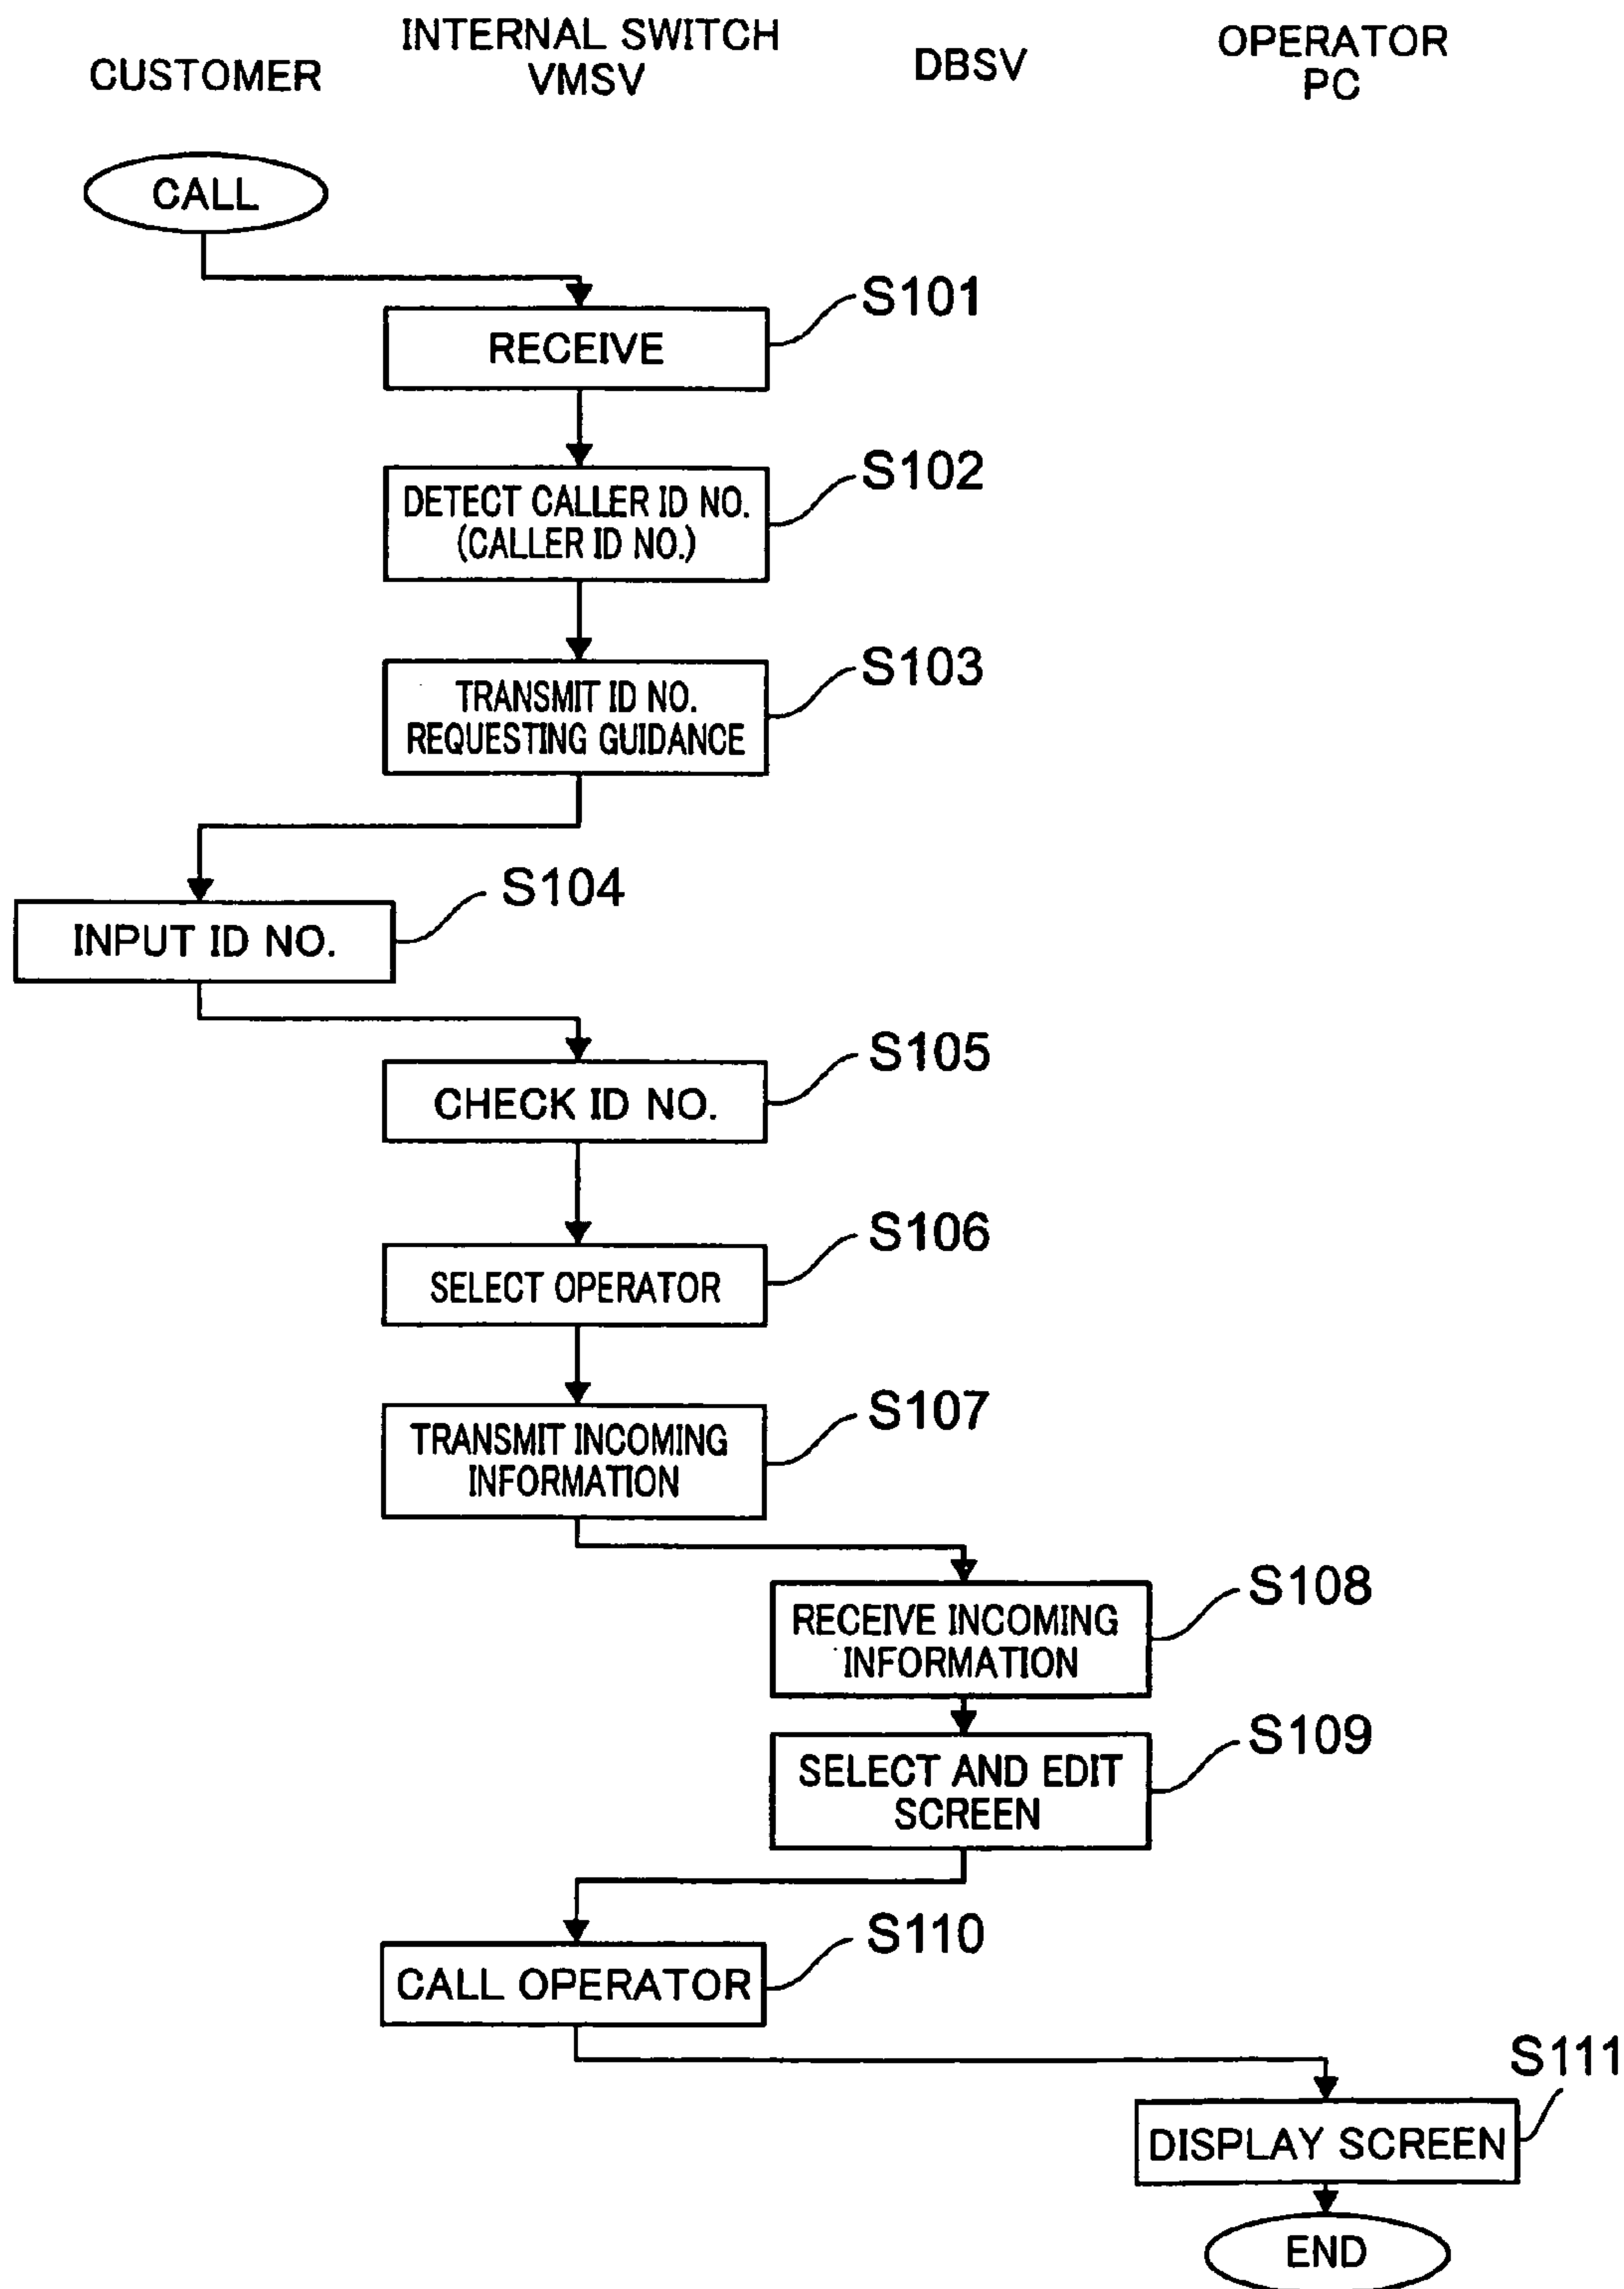 CUSTOMER
INTERNAL SWITCH
VMSV
DBSV
OPERATOR
PC
CALL
RECEIVE
S101
DETECT CALLER ID NO.
(CALLER ID NO.)
S102
TRANSMIT ID NO.
REQUESTING GUIDANCE
S103
INPUT ID NO.
S104
CHECK ID NO.
S105
SELECT OPERATOR
S106
TRANSMIT INCOMING
INFORMATION
S107
RECEIVE INCOMING
INFORMATION
S108
SELECT AND EDIT
SCREEN
S109
CALL OPERATOR
S110
DISPLAY SCREEN
S111
END